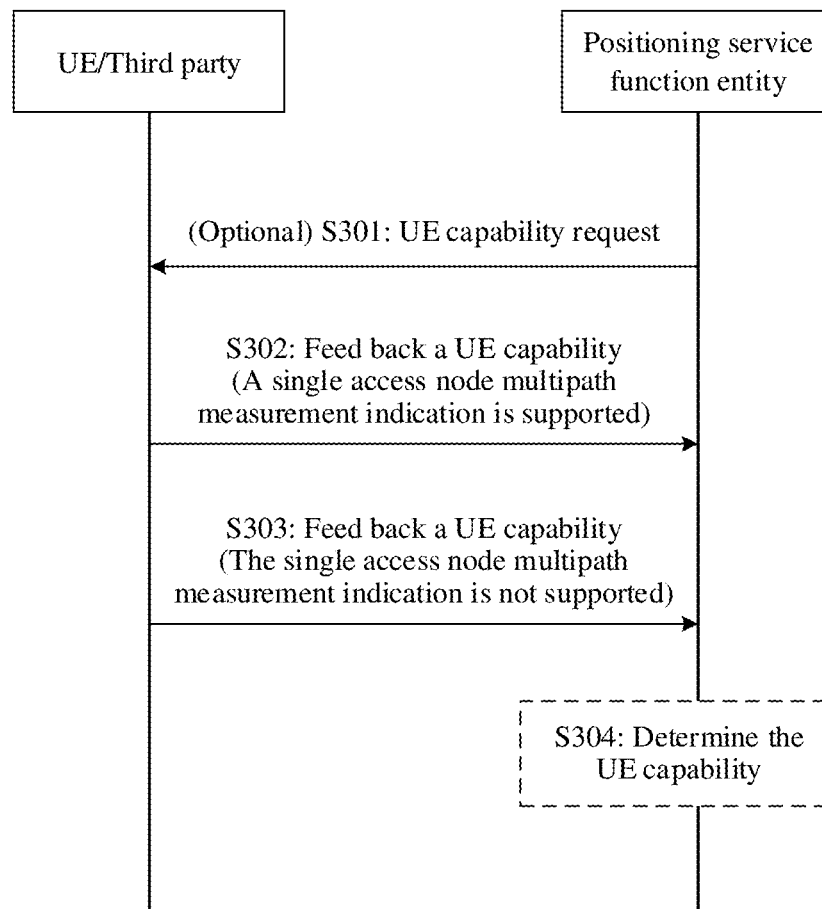 UE/Third party
Positioning service
function entity
(Optional) S301: UE capability request
S302: Feed back a UE capability
(A single access node multipath
measurement indication is supported)
S303: Feed back a UE capability
(The single access node multipath
measurement indication is not supported)
S304: Determine the
UE capability